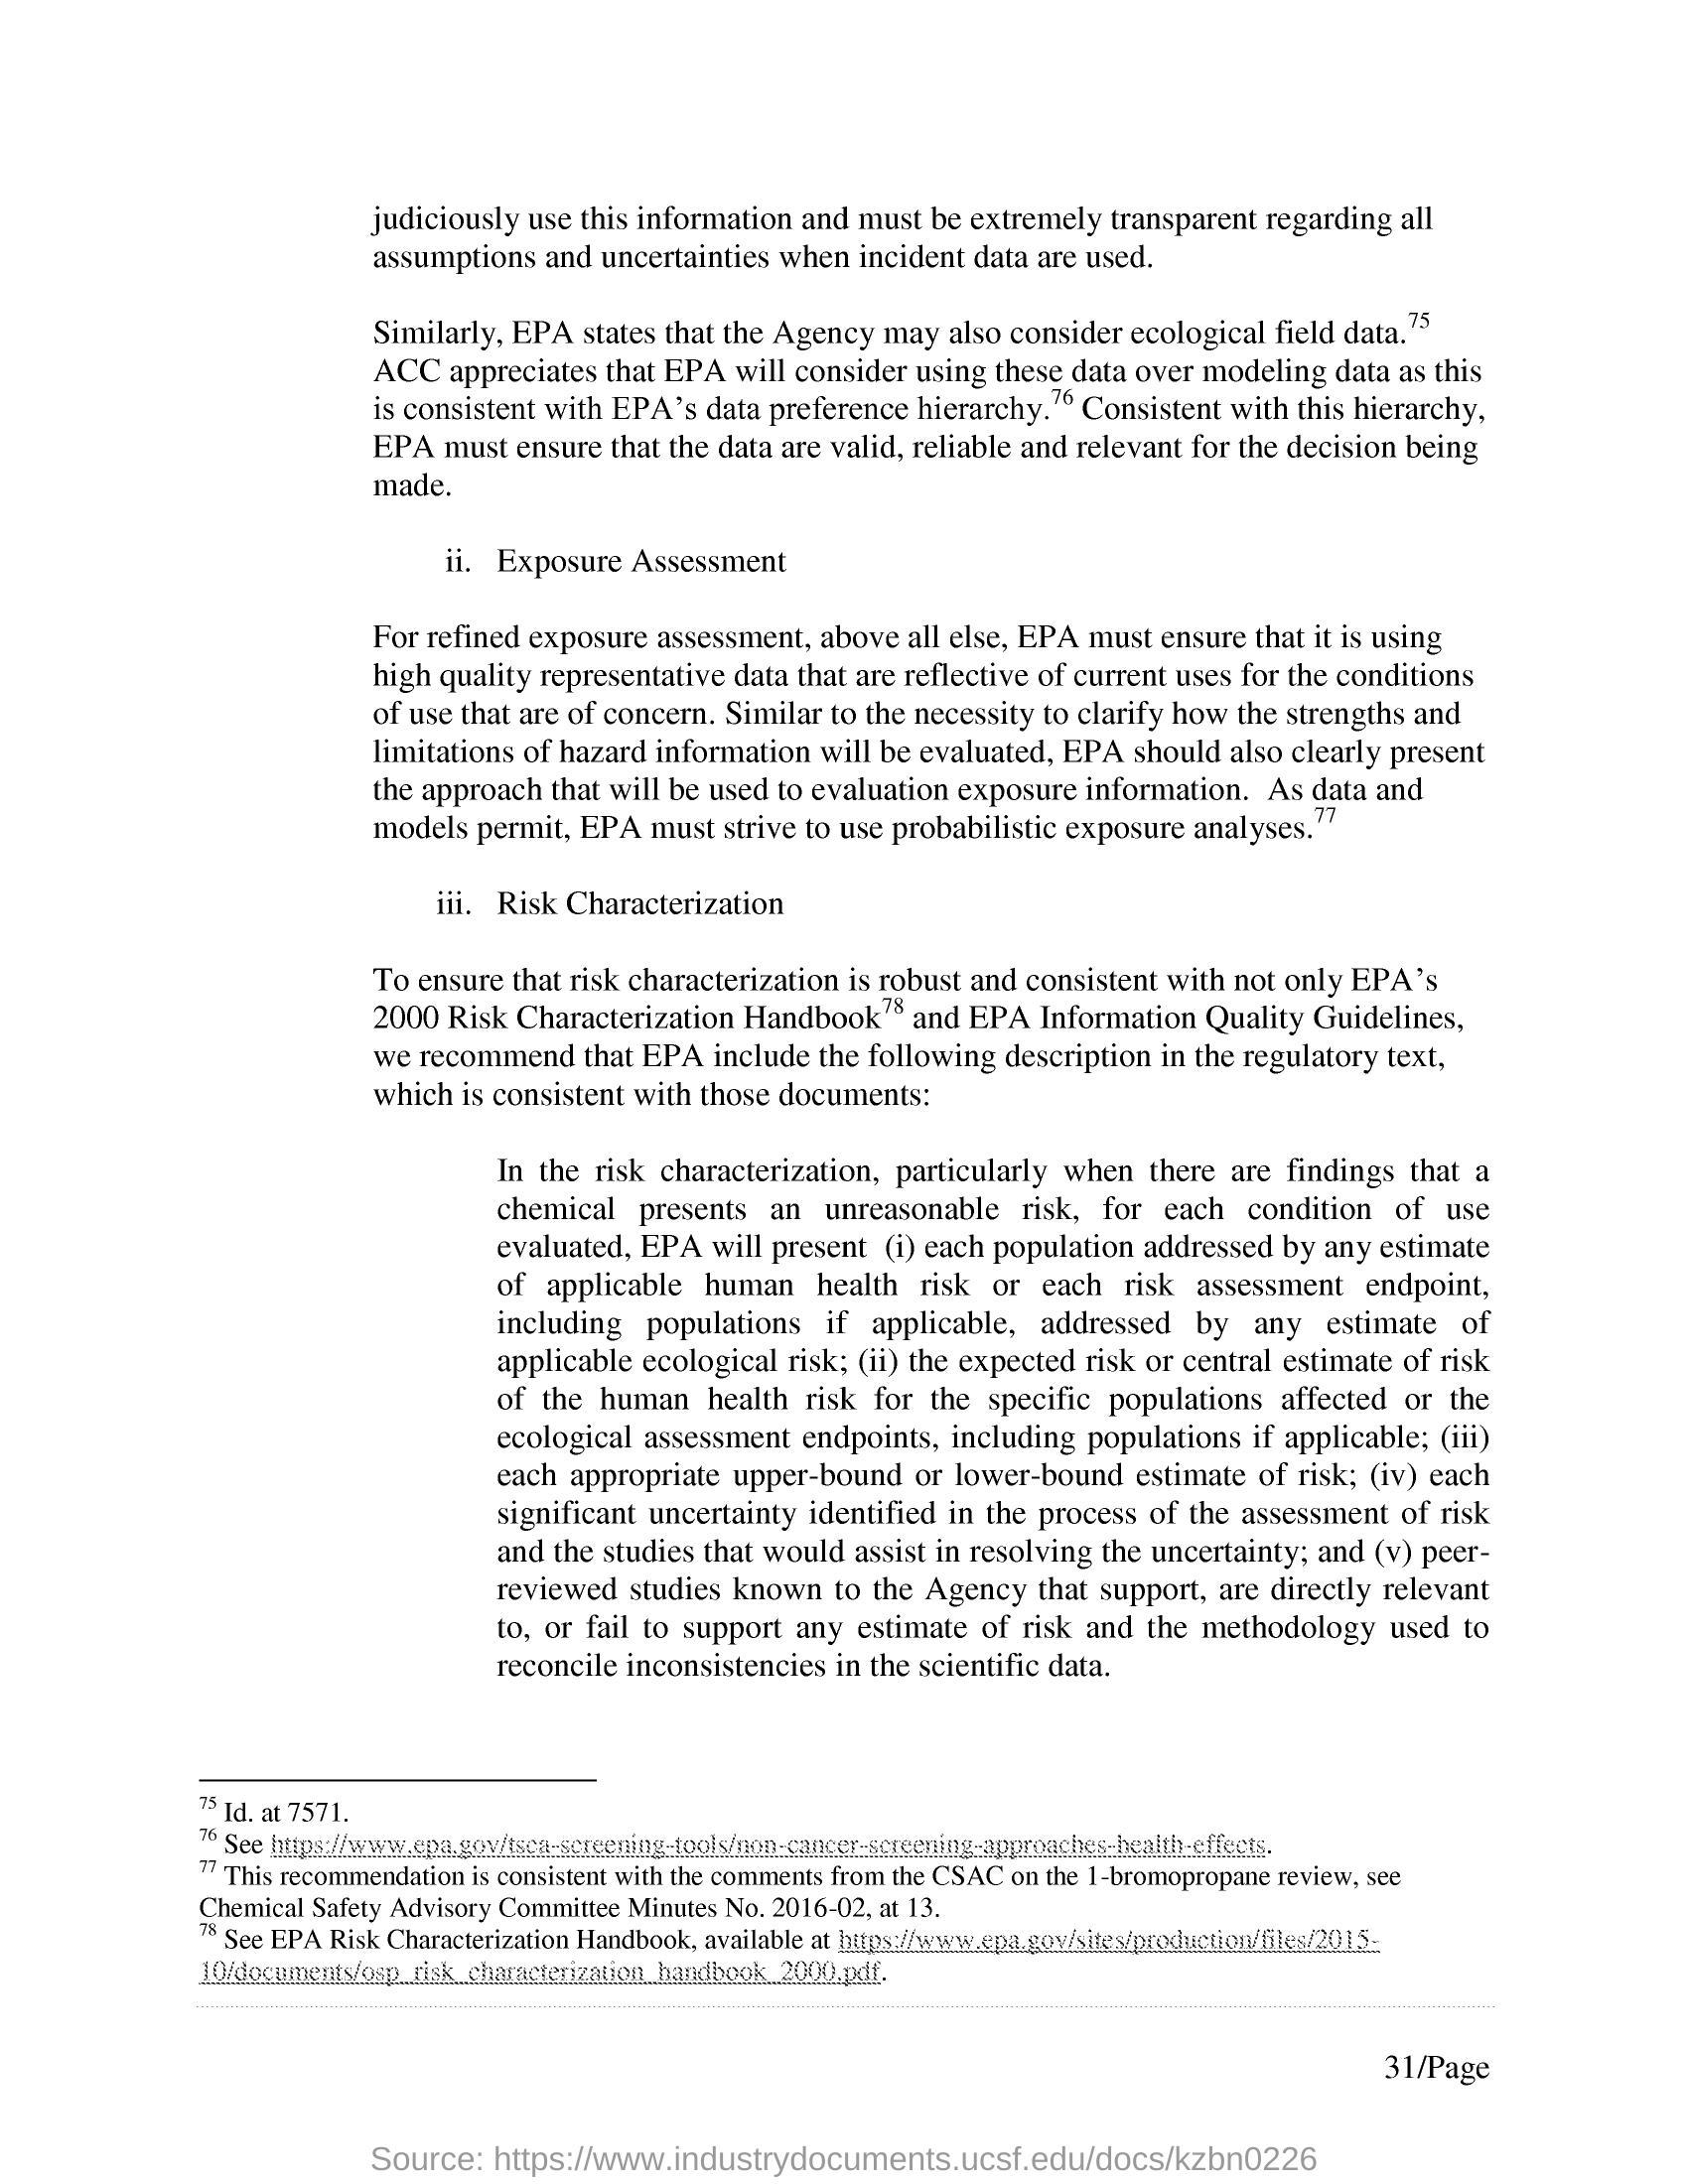 judiciously use this information and must be extremely transparent regarding all
assumptions and uncertainties when incident data are used.
Similarly, EPA states that the Agency may also consider ecological field data.75
ACC appreciates that EPA will consider using these data over modeling data as this
is consistent with EPA's data preference hierarchy.76 Consistent with this hierarchy,
EPA must ensure that the data are valid, reliable and relevant for the decision being
made.
ii. Exposure Assessment
For refined exposure assessment, above all else, EPA must ensure that it is using
high quality representative data that are reflective of current uses for the conditions
of use that are of concern. Similar to the necessity to clarify how the strengths and
limitations of hazard information will be evaluated, EPA should also clearly present
the approach that will be used to evaluation exposure information. As data and
models permit, EPA must strive to use probabilistic exposure analyses.77
iii. Risk Characterization
To ensure that risk characterization is robust and consistent with not only EPA's
2000 Risk Characterization Handbook78 and EPA Information Quality Guidelines,
we recommend that EPA include the following description in the regulatory text,
which is consistent with those documents:
In the risk characterization, particularly when there are findings that a
chemical presents an unreasonable risk, for each condition of use
evaluated, EPA will present (i) each population addressed by any estimate
of applicable human health risk or each risk assessment endpoint,
including populations if applicable, addressed by any estimate of
applicable ecological risk; (ii) the expected risk or central estimate of risk
of the human health risk for the specific populations affected or the
ecological assessment endpoints, including populations if applicable; (iii)
each appropriate upper-bound or lower-bound estimate of risk; (iv) each
significant uncertainty identified in the process of the assessment of risk
and the studies that would assist in resolving the uncertainty; and (v) peer-
reviewed studies known to the Agency that support, are directly relevant
to, or fail to support any estimate of risk and the methodology used to
reconcile inconsistencies in the scientific data.
75 Id. at 7571.
76 See https://www.epa.gov/tsca-screening-tools/non-cancer-screening-approaches-health-effects.
77 This recommendation is consistent with the comments from the CSAC on the 1-bromopropane review, see
Chemical Safety Advisory Committee Minutes No. 2016-02, at 13.
78 See EPA Risk Characterization Handbook, available at https://www.epa.gov/sites/production/files/2015-
10/documents/osp_risk_characterization_handbook_2000.pdf.
31/Page
Source: https://www.industrydocuments.ucsf.edu/docs/kzbn0226